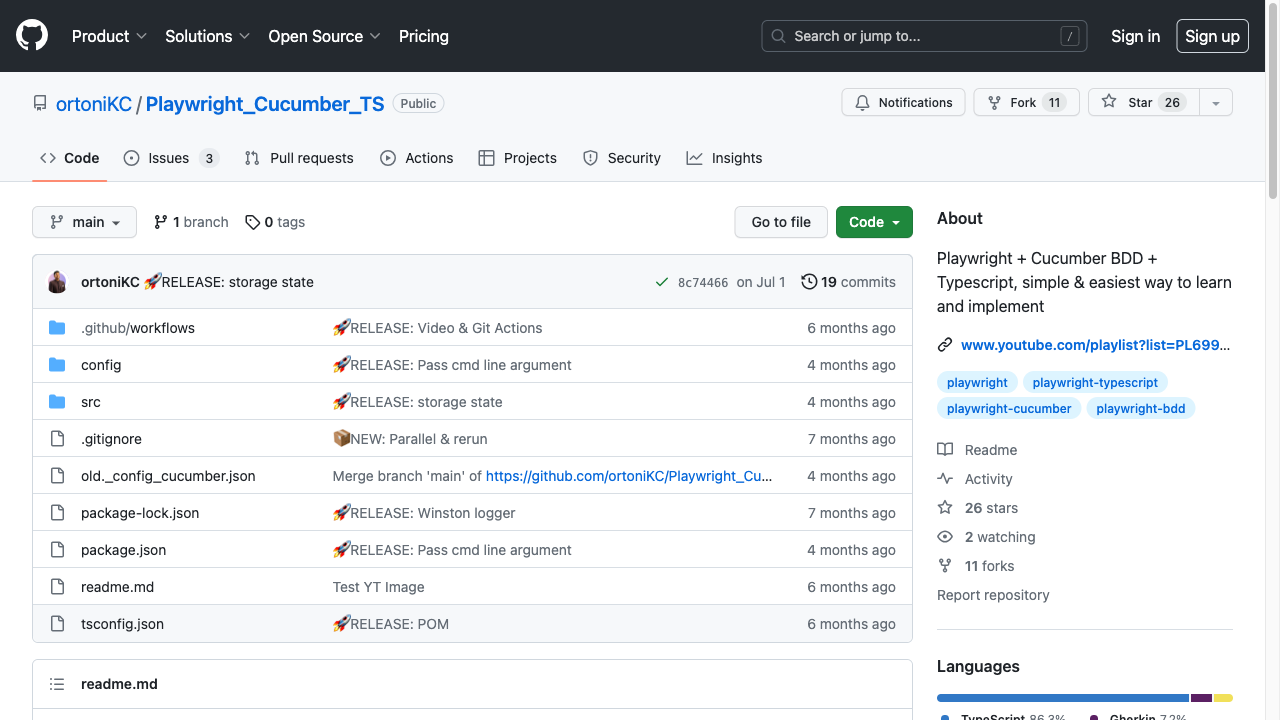 Product Solutions Open Source Pricing Search or jump to... / Sign in Sign up
ortoniKC / Playwright_Cucumber_TS Public Notifications Fork 11 Star 26
Code Issues 3 Pull requests Actions Projects Security Insights
main 1 branch 0 tags Go to file Code
ortoniKC 🚀RELEASE: storage state 8c74466 on Jul 1 19 commits
.github/workflows 🚀RELEASE: Video & Git Actions 6 months ago
config 🚀RELEASE: Pass cmd line argument 4 months ago
src 🚀RELEASE: storage state 4 months ago
.gitignore 📦NEW: Parallel & rerun 7 months ago
old._config_cucumber.json Merge branch 'main' of https://github.com/ortoniKC/Playwright_Cu... 4 months ago
package-lock.json 🚀RELEASE: Winston logger 7 months ago
package.json 🚀RELEASE: Pass cmd line argument 4 months ago
readme.md Test YT Image 6 months ago
tsconfig.json 🚀RELEASE: POM 6 months ago
readme.md
About
Playwright + Cucumber BDD +
Typescript, simple & easiest way to learn
and implement
www.youtube.com/playlist?list=PL699...
playwright playwright-typescript
playwright-cucumber playwright-bdd
Readme
Activity
26 stars
2 watching
11 forks
Report repository
Languages
TypeScript 86.3% Gherkin 7.2%